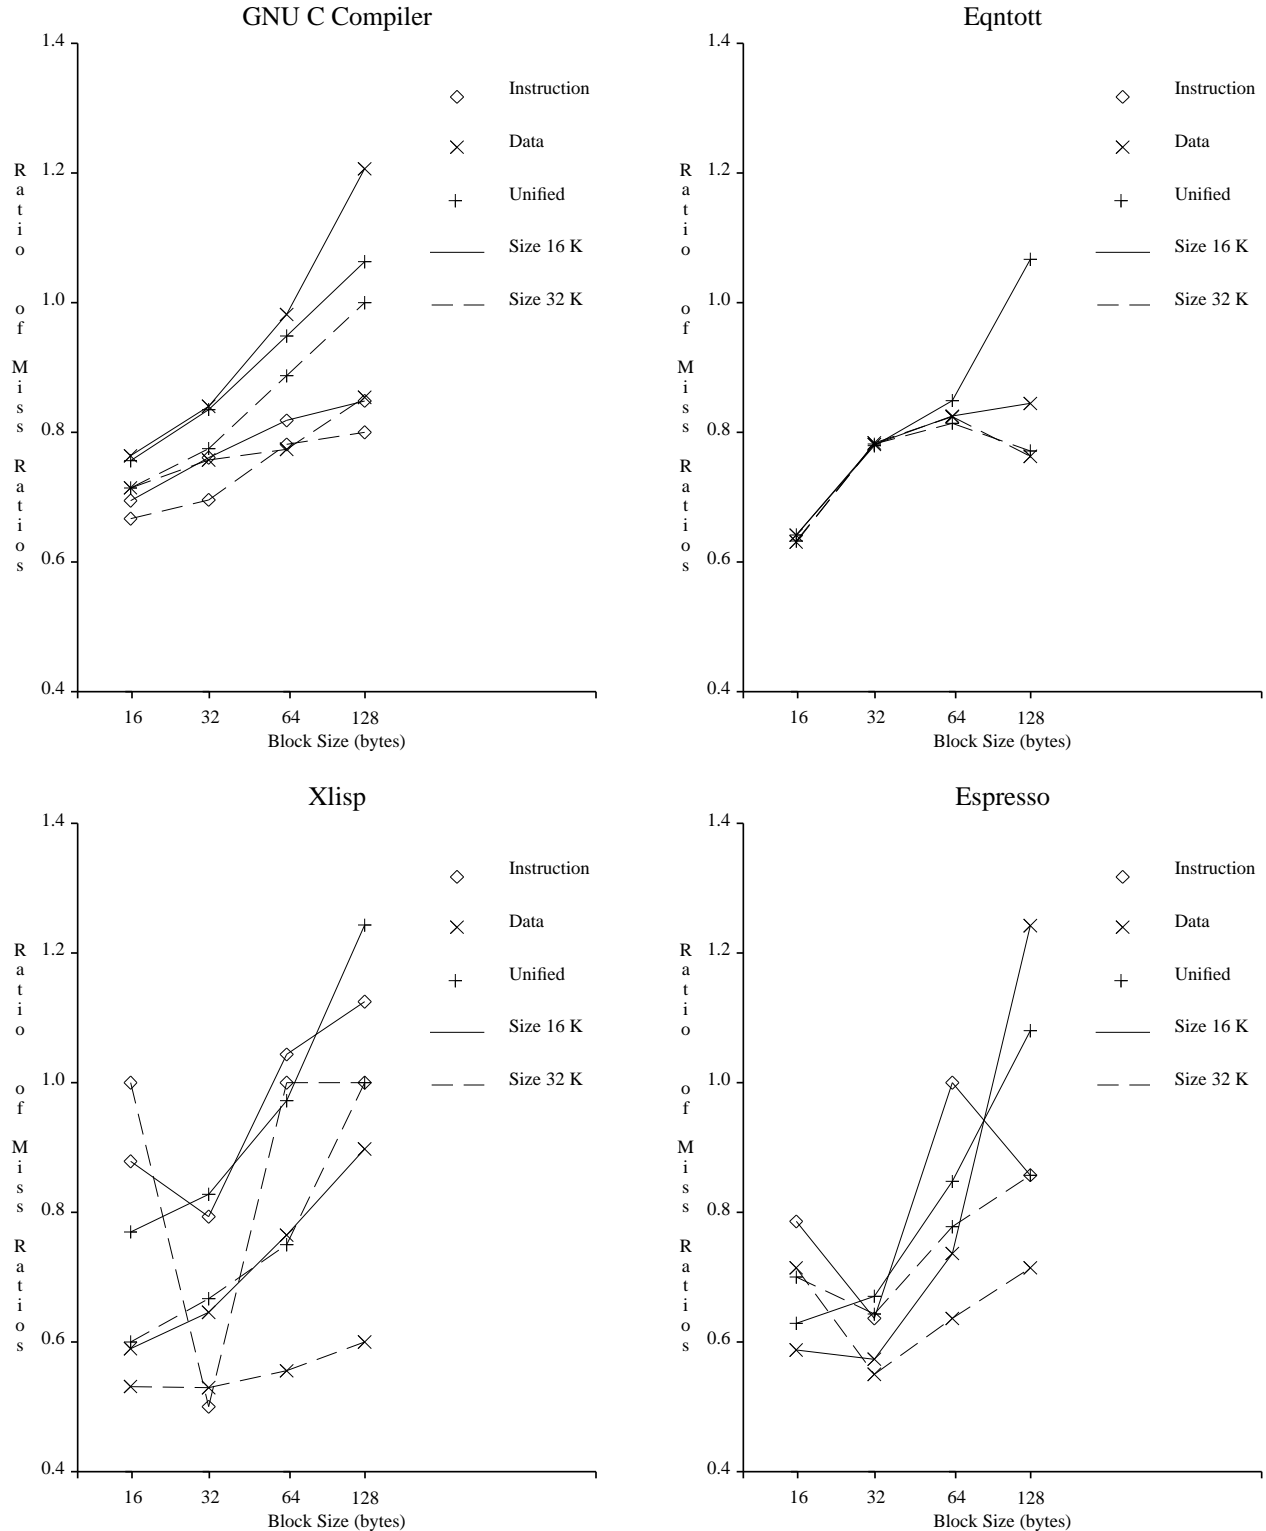 GNU C Compiler
1.4
1.2
1.0
0.8
0.6
0.4
Ratio of Miss Ratios
Instruction
Data
Unified
Size 16 K
Size 32 K
16 32 64 128
Block Size (bytes)
Eqntott
1.4
1.2
1.0
0.8
0.6
0.4
Ratio of Miss Ratios
Instruction
Data
Unified
Size 16 K
Size 32 K
16 32 64 128
Block Size (bytes)
Xlisp
1.4
1.2
1.0
0.8
0.6
0.4
Ratio of Miss Ratios
Instruction
Data
Unified
Size 16 K
Size 32 K
16 32 64 128
Block Size (bytes)
Espresso
1.4
1.2
1.0
0.8
0.6
0.4
Ratio of Miss Ratios
Instruction
Data
Unified
Size 16 K
Size 32 K
16 32 64 128
Block Size (bytes)